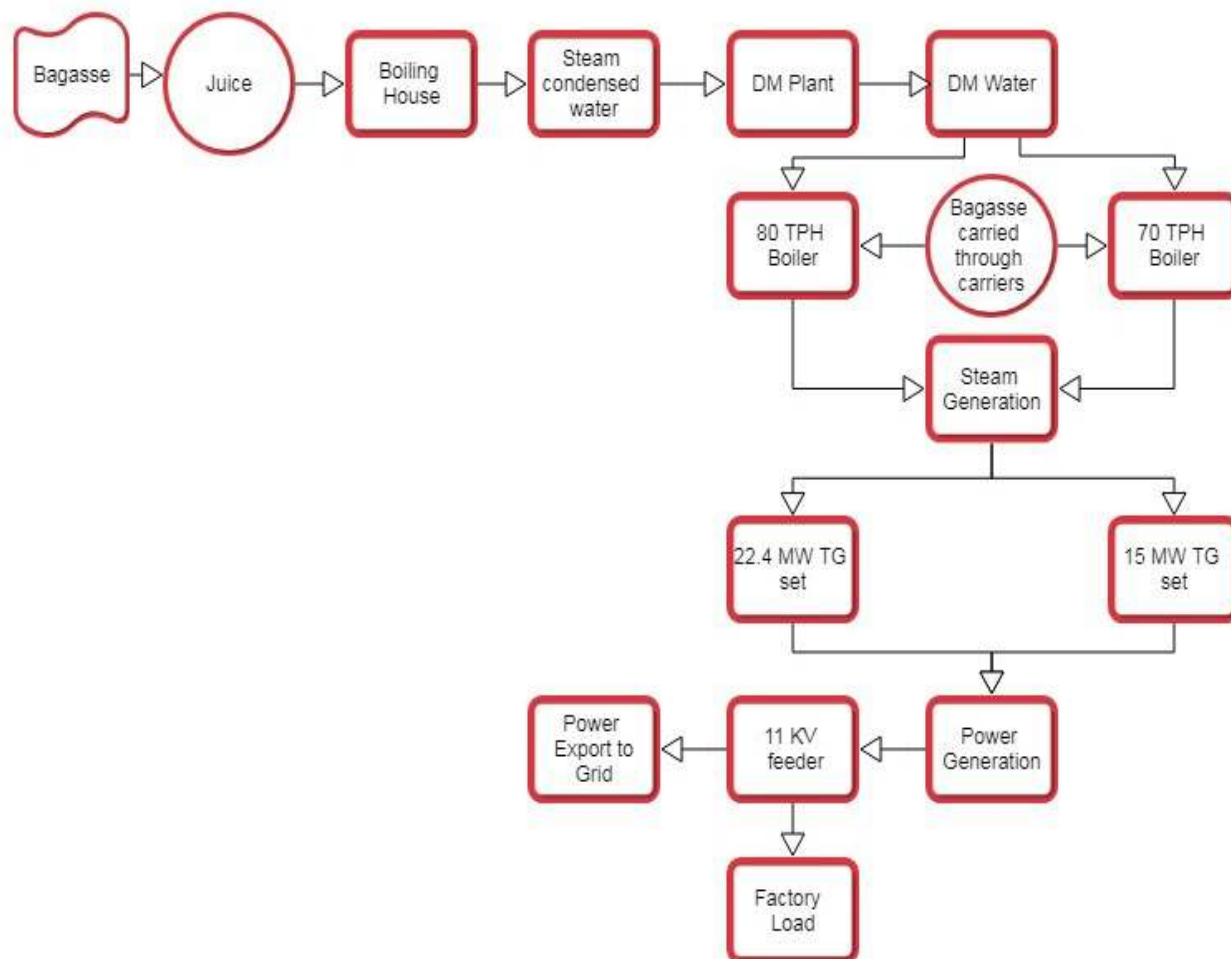 Bagasse
Juice
Boiling
House
Steam
condensed
water
DM Plant
DM Water
80 TPH
Boiler
Bagasse
carried
through
carriers
70 TPH
Boiler
Steam
Generation
22.4 MW TG
set
15 MW TG
set
Power
Export to
Grid
11 KV
feeder
Power
Generation
Factory
Load